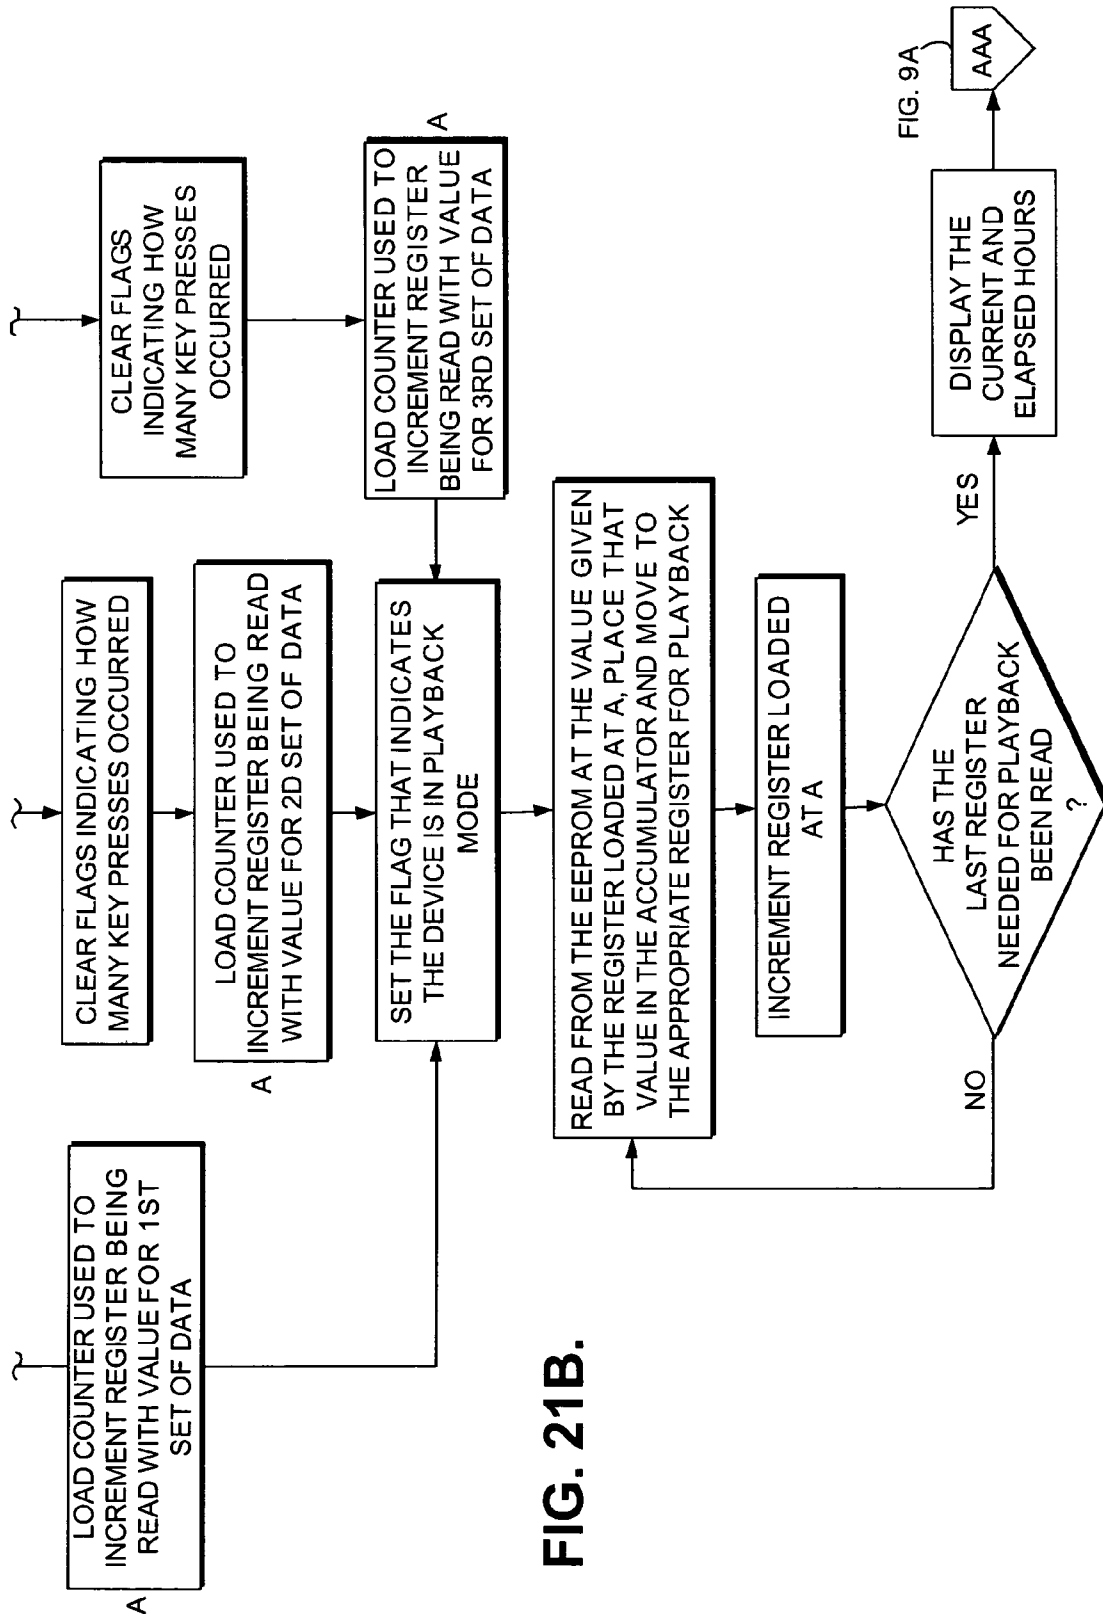 LOAD COUNTER USED TO
INCREMENT REGISTER BEING
READ WITH VALUE FOR 1ST
SET OF DATA
A
CLEAR FLAGS INDICATING HOW
MANY KEY PRESSES OCCURRED
LOAD COUNTER USED TO
INCREMENT REGISTER BEING READ
WITH VALUE FOR 2D SET OF DATA
A
CLEAR FLAGS
INDICATING HOW
MANY KEY PRESSES
OCCURRED
LOAD COUNTER USED TO
INCREMENT REGISTER
BEING READ WITH VALUE
FOR 3RD SET OF DATA
A
SET THE FLAG THAT INDICATES
THE DEVICE IS IN PLAYBACK
MODE
READ FROM THE EEPROM AT THE VALUE GIVEN
BY THE REGISTER LOADED AT A, PLACE THAT
VALUE IN THE ACCUMULATOR AND MOVE TO
THE APPROPRIATE REGISTER FOR PLAYBACK
INCREMENT REGISTER LOADED
AT A
HAS THE
LAST REGISTER
NEEDED FOR PLAYBACK
BEEN READ
?
NO
YES
DISPLAY THE
CURRENT AND
ELAPSED HOURS
FIG. 9A
AAA
FIG. 21B.